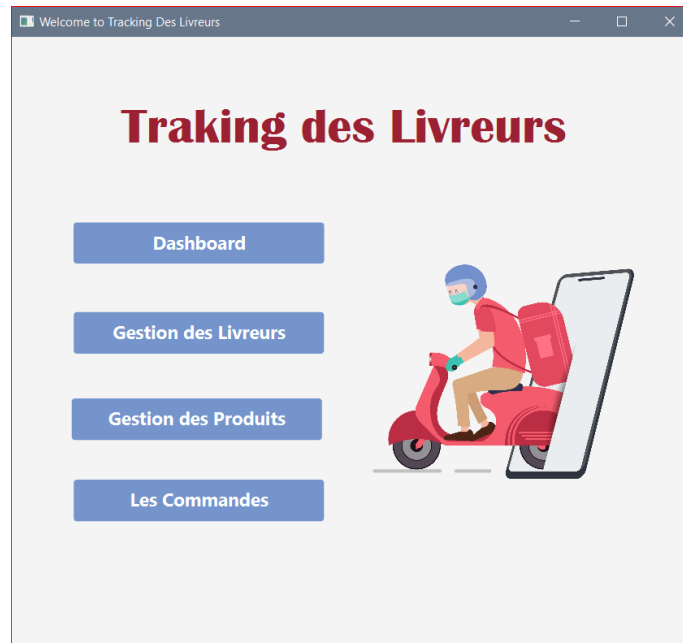 Welcome to Tracking Des Livreurs
Traking des Livreurs
Dashboard
Gestion des Livreurs
Gestion des Produits
Les Commandes